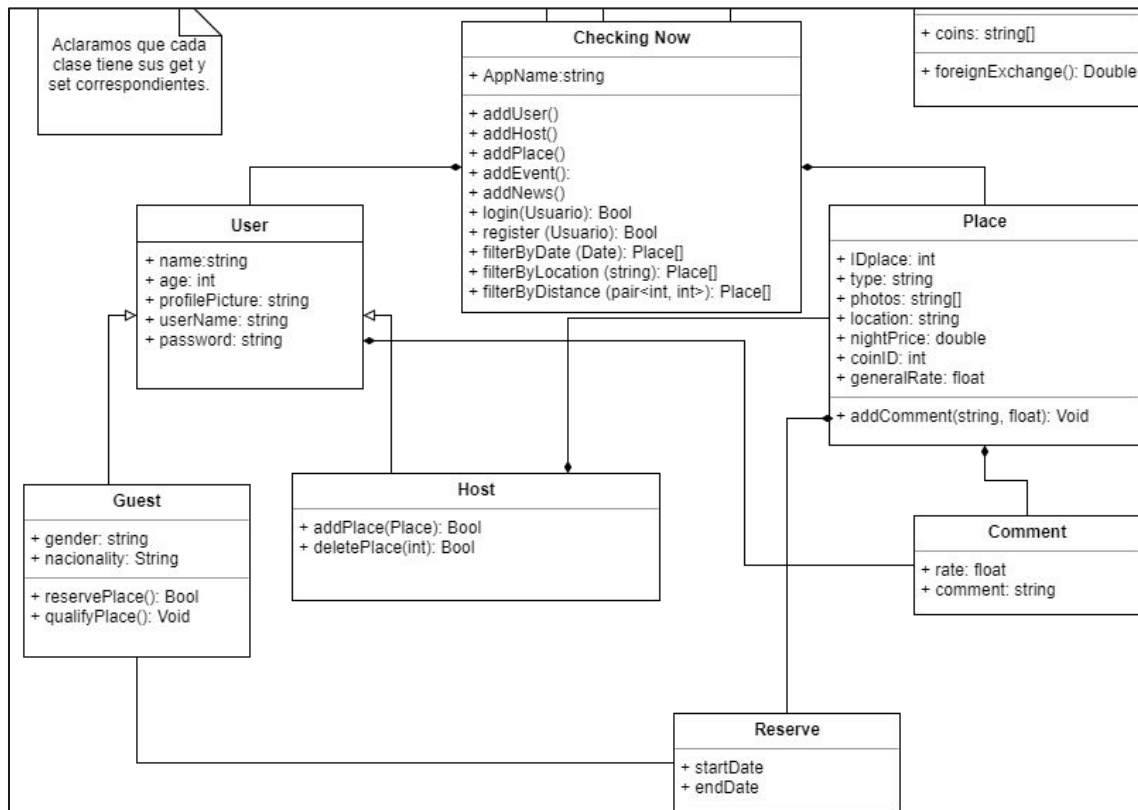 Aclaramos que cada
clase tiene sus get y
set correspondientes.
Checking Now
+ AppName:string
+ addUser()
+ addHost()
+ addPlace()
+ addEvent():
+ addNews()
+ login(Usuario): Bool
+ register (Usuario): Bool
+ filterByDate (Date): Place[]
+ filterByLocation (string): Place[]
+ filterByDistance (pair<int, int>): Place[]
+ coins: string[]
+ foreignExchange(): Double
User
+ name:string
+ age: int
+ profilePicture: string
+ userName: string
+ password: string
Place
+ IDplace: int
+ type: string
+ photos: string[]
+ location: string
+ nightPrice: double
+ coinID: int
+ generalRate: float
+ addComment(string, float): Void
Guest
+ gender: string
+ nacionality: String
+ reservePlace(): Bool
+ qualifyPlace(): Void
Host
+ addPlace(Place): Bool
+ deletePlace(int): Bool
Comment
+ rate: float
+ comment: string
Reserve
+ startDate
+ endDate